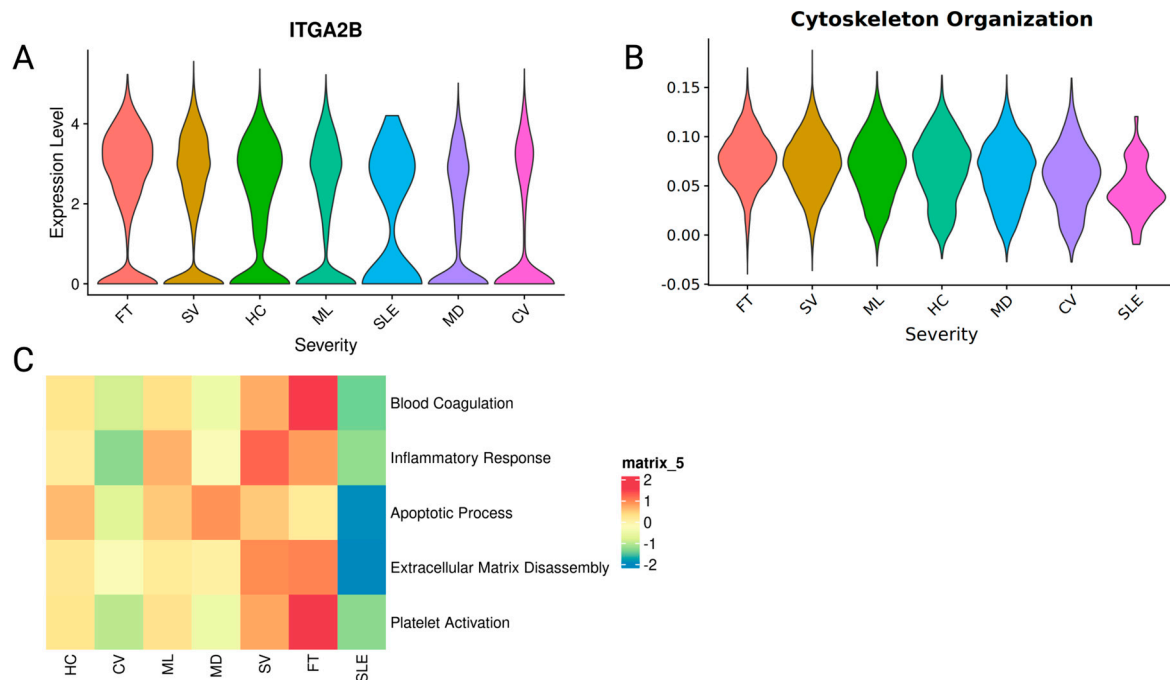 A
ITGA2B
Expression Level
4
2
0
FT SV HC ML SLE MD CV
Severity
B
Cytoskeleton Organization
0.15
0.10
0.05
0.00
-0.05
FT SV ML HC MD CV SLE
Severity
C
Blood Coagulation
Inflammatory Response
Apoptotic Process
Extracellular Matrix Disassembly
Platelet Activation
HC CV ML MD SV FT SLE
matrix_5
2
1
0
-1
-2